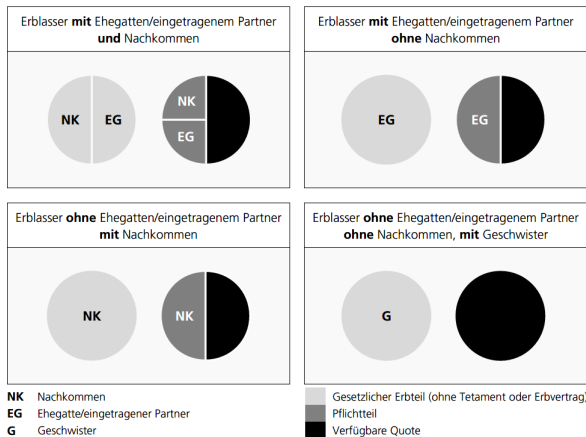 Erblasser mit Ehegatten/eingetragenem Partner
und Nachkommen
NK
EG
NK
EG
Erblasser mit Ehegatten/eingetragenem Partner
ohne Nachkommen
EG
EG
Erblasser ohne Ehegatten/eingetragenem Partner
mit Nachkommen
NK
NK
Erblasser ohne Ehegatten/eingetragenem Partner
ohne Nachkommen, mit Geschwister
G
NK Nachkommen
EG Ehegatte/eingetragener Partner
G Geschwister
Gesetzlicher Erbteil (ohne Tetament oder Erbvertrag)
Pflichtteil
Verfügbare Quote